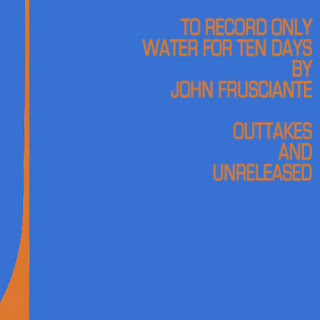 TO RECORD ONLY
WATER FOR TEN DAYS
BY
JOHN FRUSCIANTE
OUTTAKES
AND
UNRELEASED